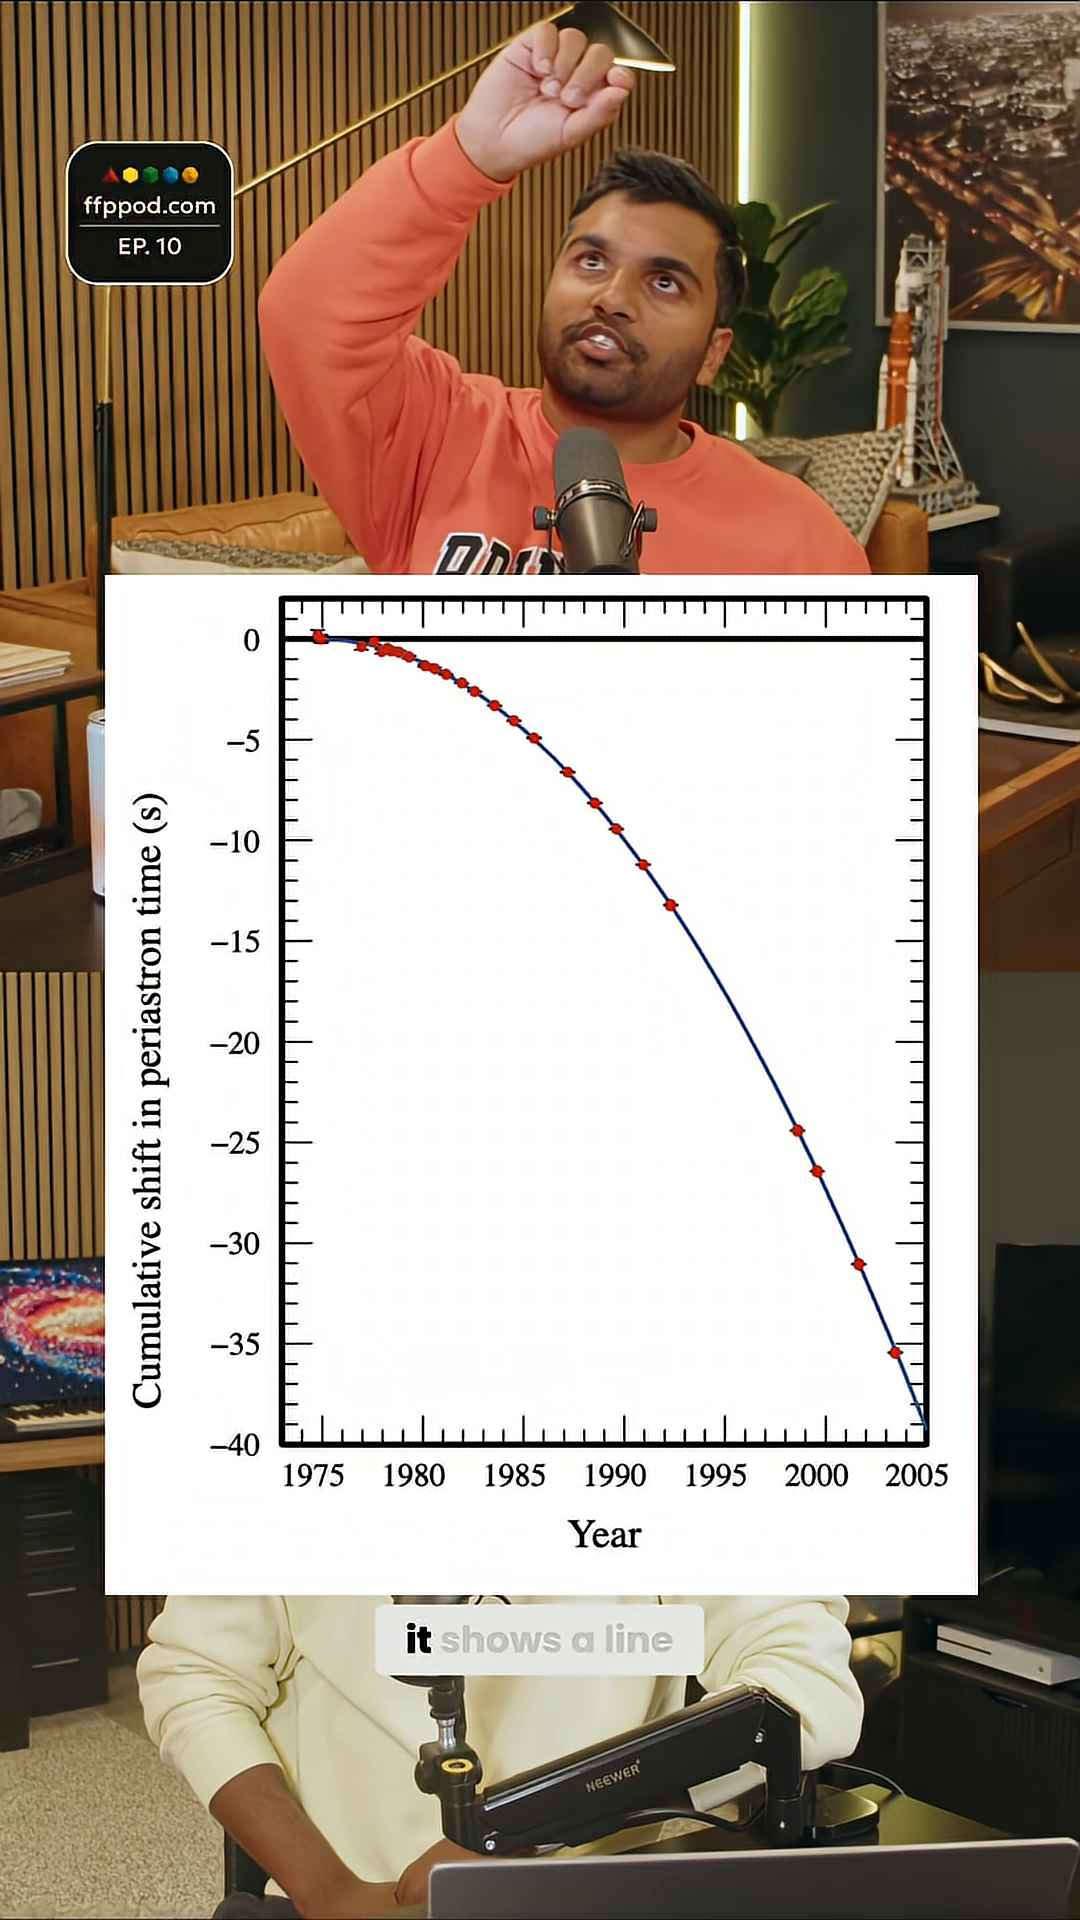 ffppod.com
EP. 10
0
−5
−10
−15
−20
−25
−30
−35
−40
Cumulative shift in periastron time (s)
1975 1980 1985 1990 1995 2000 2005
Year
it shows a line
NEEWER